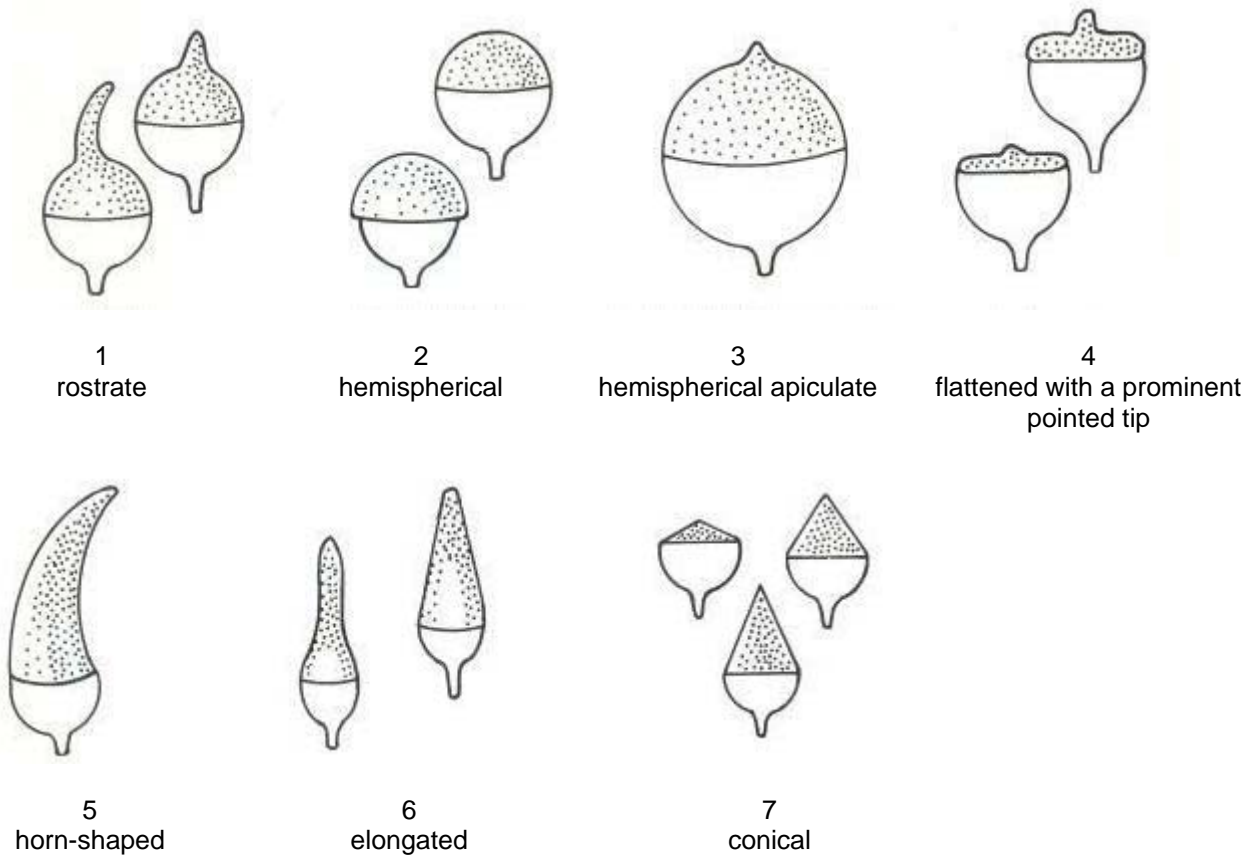 1
rostrate
2
hemispherical
3
hemispherical apiculate
4
flattened with a prominent
pointed tip
5
horn-shaped
6
elongated
7
conical